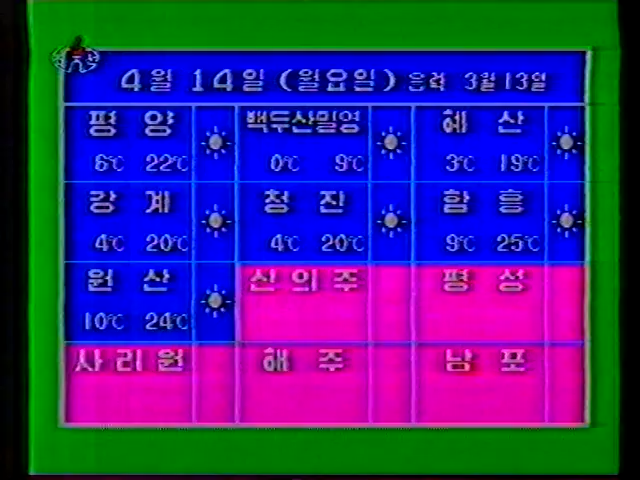 4월 14일 (월요일) 음력 3월 13일
평양 백두산밀영 혜산
6℃ 22℃ 0℃ 9℃ 3℃ 19℃
강계 청진 함흥
4℃ 20℃ 4℃ 20℃ 9℃ 25℃
원산 신의주 평성
10℃ 24℃
사리원 해주 남포